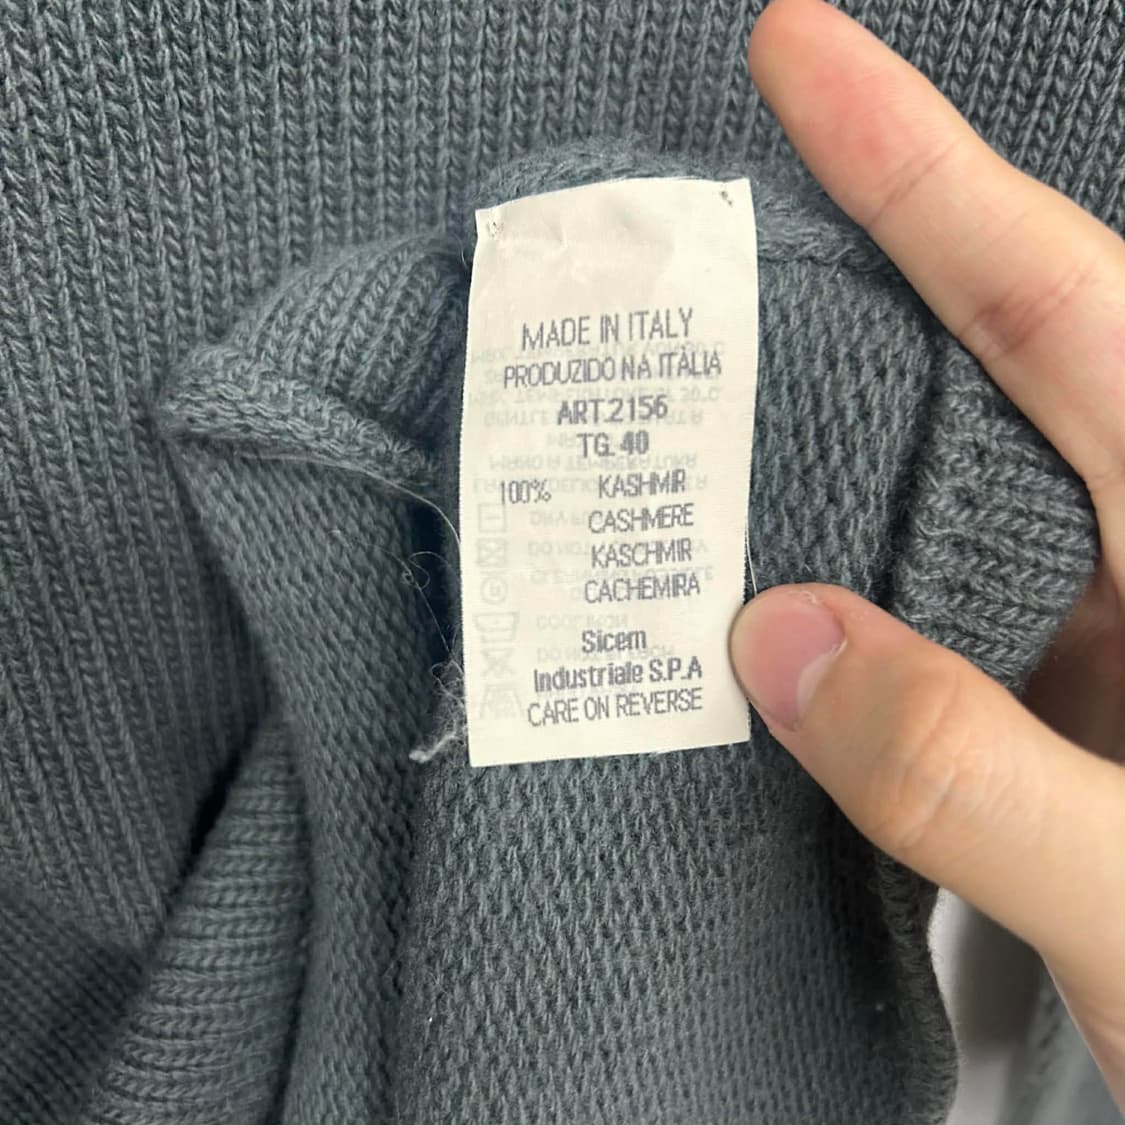 MADE IN ITALY
PRODUZIDO NA ITÀLIA
ART.2156
TG. 40
100% KASHMIR
CASHMERE
KASCHMIR
CACHEMIRA
Sicem
Industriale S.P.A
CARE ON REVERSE